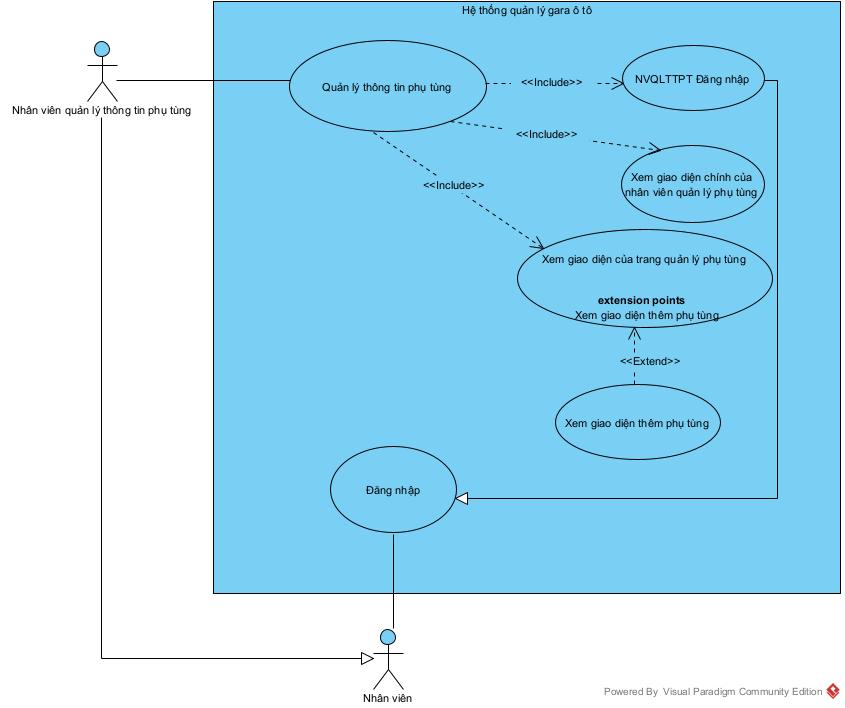 Hệ thống quản lý gara ô tô
Nhân viên quản lý thông tin phụ tùng
Quản lý thông tin phụ tùng
<<Include>>
NVQLTTPT Đăng nhập
<<Include>>
Xem giao diện chính của
nhân viên quản lý phụ tùng
<<Include>>
Xem giao diện của trang quản lý phụ tùng
extension points
Xem giao diện thêm phụ tùng
<<Extend>>
Xem giao diện thêm phụ tùng
Đăng nhập
Nhân viên
Powered By Visual Paradigm Community Edition